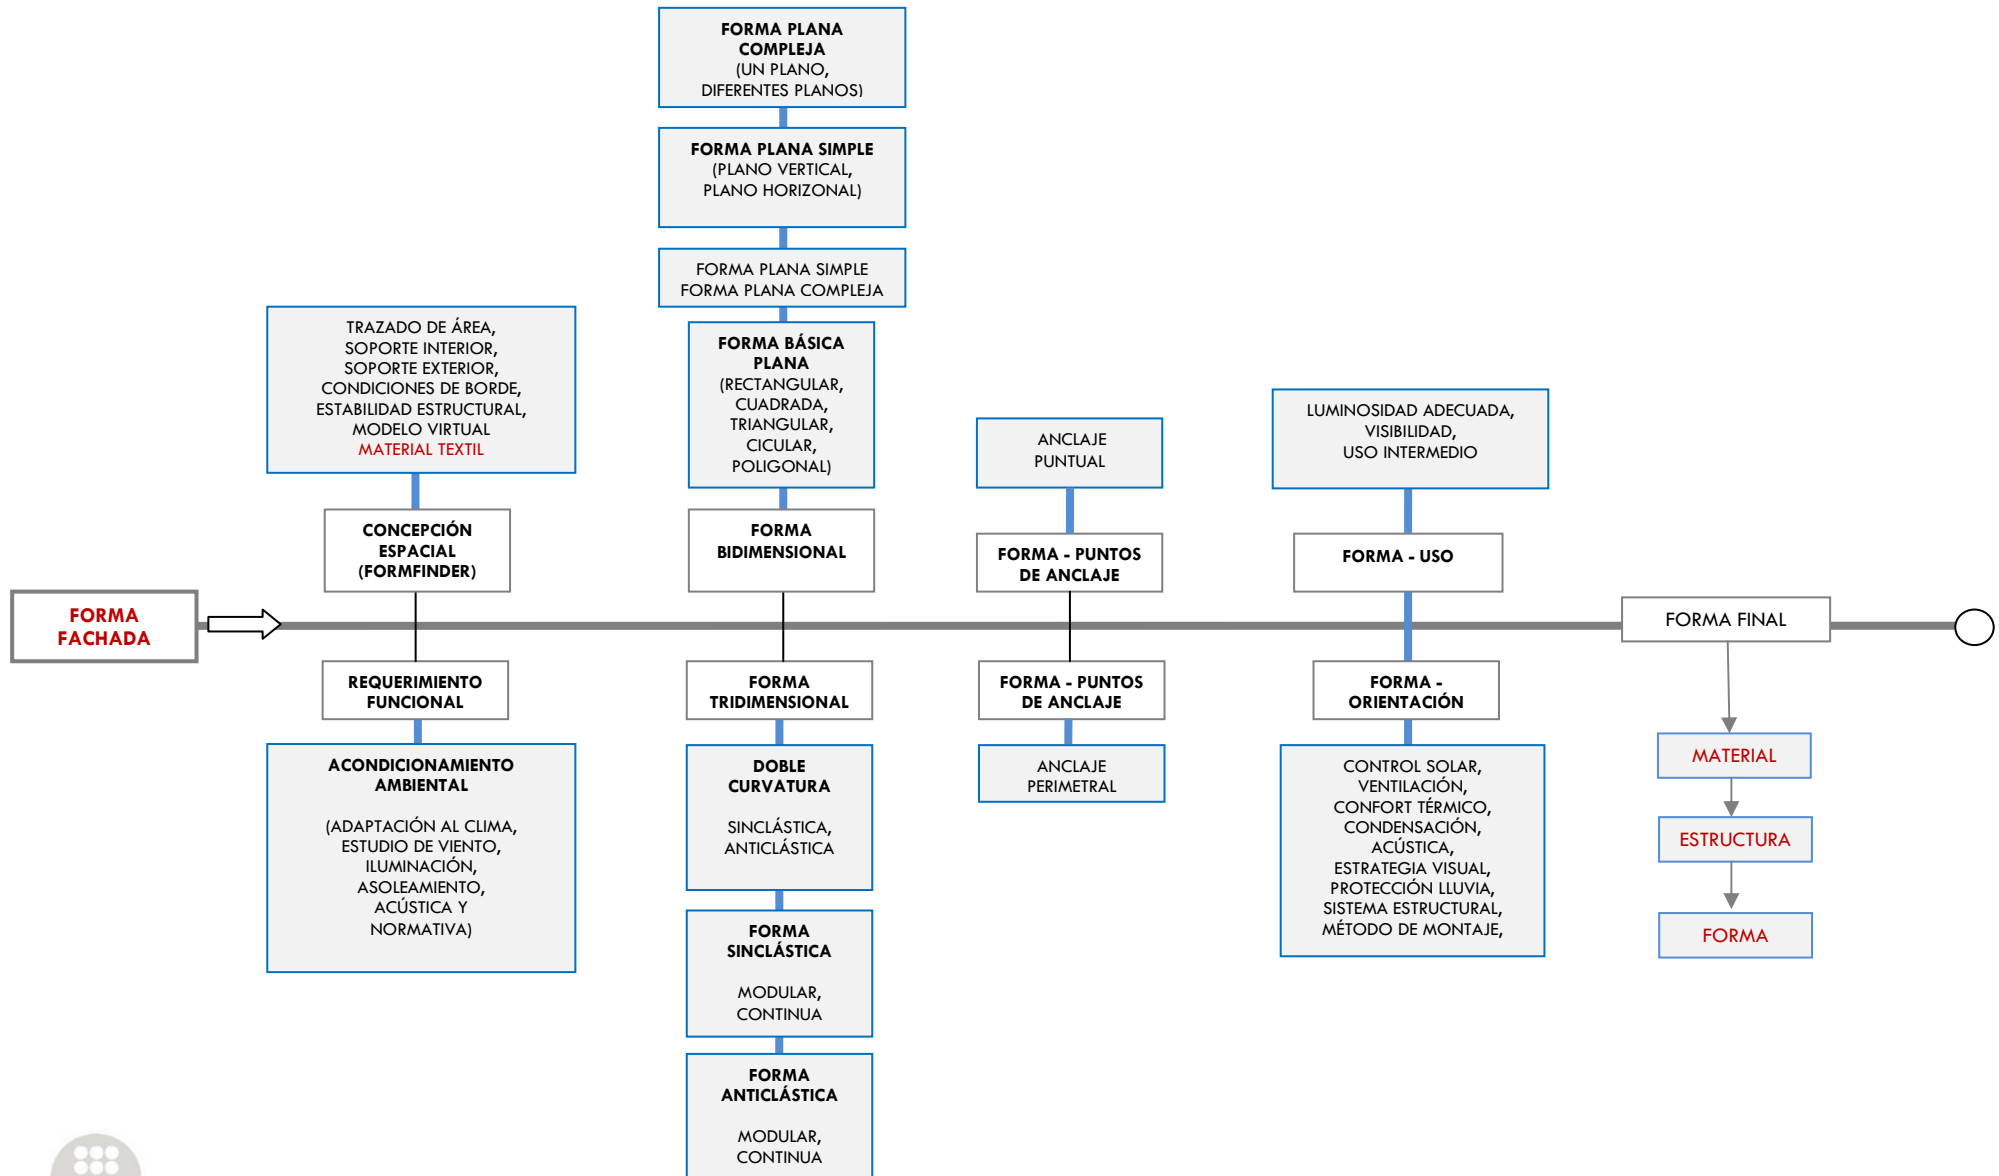 FORMA PLANA
COMPLEJA
(UN PLANO,
DIFERENTES PLANOS)
FORMA PLANA SIMPLE
(PLANO VERTICAL,
PLANO HORIZONAL)
FORMA PLANA SIMPLE
FORMA PLANA COMPLEJA
TRAZADO DE ÁREA,
SOPORTE INTERIOR,
SOPORTE EXTERIOR,
CONDICIONES DE BORDE,
ESTABILIDAD ESTRUCTURAL,
MODELO VIRTUAL
MATERIAL TEXTIL
FORMA BÁSICA
PLANA
(RECTANGULAR,
CUADRADA,
TRIANGULAR,
CICULAR,
POLIGONAL)
ANCLAJE
PUNTUAL
LUMINOSIDAD ADECUADA,
VISIBILIDAD,
USO INTERMEDIO
CONCEPCIÓN
ESPACIAL
(FORMFINDER)
FORMA
BIDIMENSIONAL
FORMA - PUNTOS
DE ANCLAJE
FORMA - USO
FORMA
FACHADA
FORMA FINAL
REQUERIMIENTO
FUNCIONAL
FORMA
TRIDIMENSIONAL
FORMA - PUNTOS
DE ANCLAJE
FORMA -
ORIENTACIÓN
ACONDICIONAMIENTO
AMBIENTAL
(ADAPTACIÓN AL CLIMA,
ESTUDIO DE VIENTO,
ILUMINACIÓN,
ASOLEAMIENTO,
ACÚSTICA Y
NORMATIVA)
DOBLE
CURVATURA
SINCLÁSTICA,
ANTICLÁSTICA
FORMA
SINCLÁSTICA
MODULAR,
CONTINUA
FORMA
ANTICLÁSTICA
MODULAR,
CONTINUA
ANCLAJE
PERIMETRAL
CONTROL SOLAR,
VENTILACIÓN,
CONFORT TÉRMICO,
CONDENSACIÓN,
ACÚSTICA,
ESTRATEGIA VISUAL,
PROTECCIÓN LLUVIA,
SISTEMA ESTRUCTURAL,
MÉTODO DE MONTAJE,
MATERIAL
ESTRUCTURA
FORMA